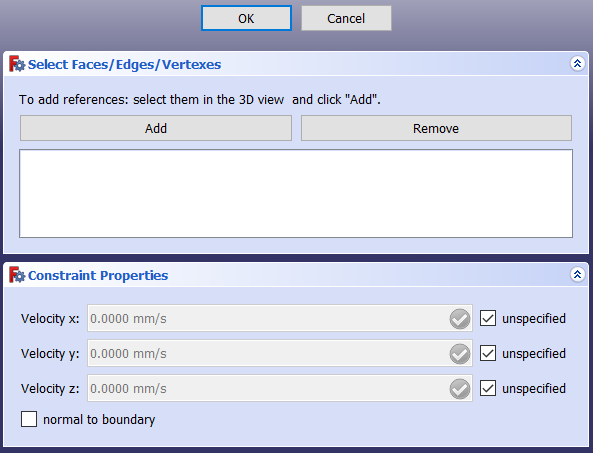 OK Cancel
Select Faces/Edges/Vertexes
To add references: select them in the 3D view and click "Add".
Add Remove
Constraint Properties
Velocity x: 0.0000 mm/s unspecified
Velocity y: 0.0000 mm/s unspecified
Velocity z: 0.0000 mm/s unspecified
normal to boundary